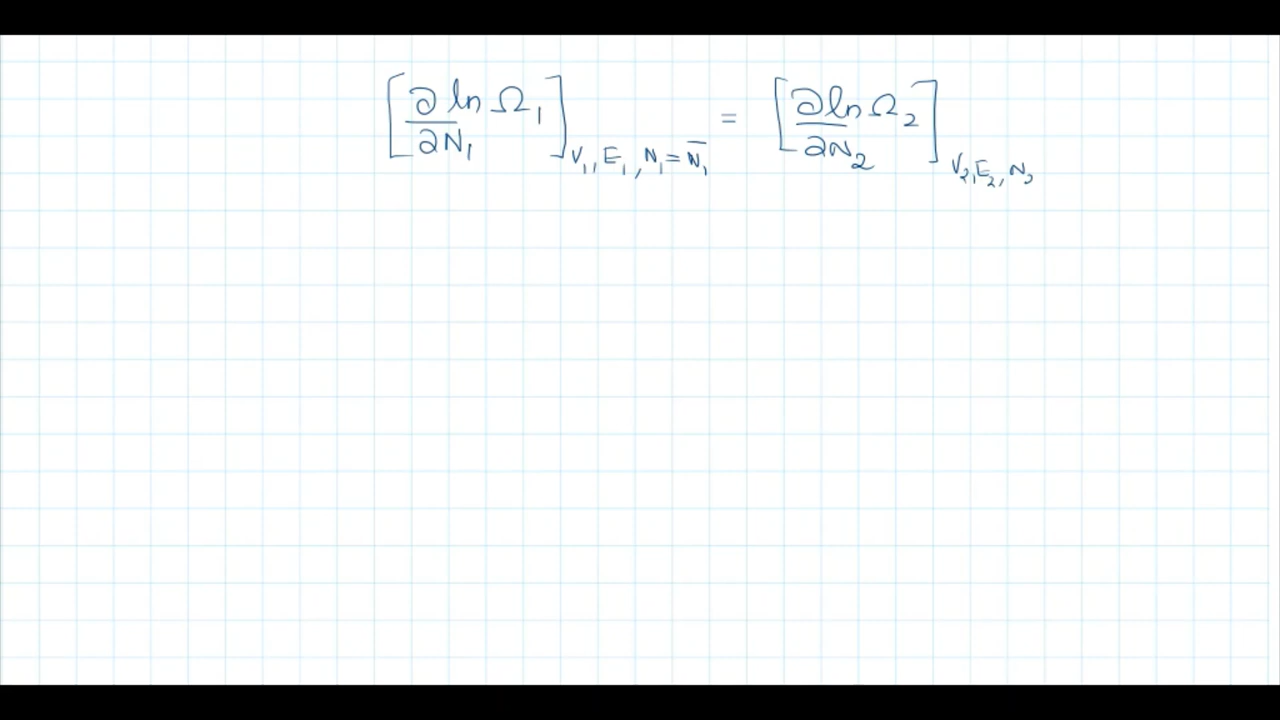 [∂ ln Ω₁ / ∂N₁]_{V₁, E₁, N₁ = N̄₁} = [∂ ln Ω₂ / ∂N₂]_{V₂, E₂, N₂}